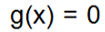 g(x) = 0